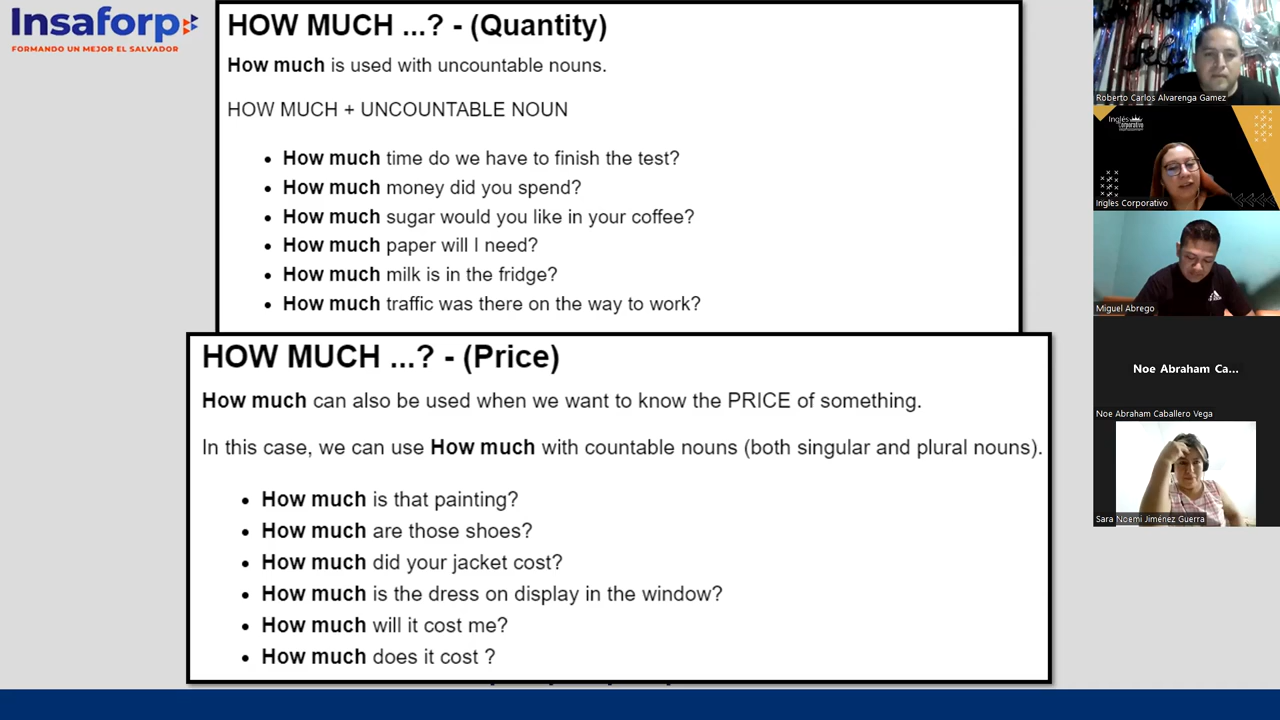 Insaforp
FORMANDO UN MEJOR EL SALVADOR
HOW MUCH ...? - (Quantity)
How much is used with uncountable nouns.
HOW MUCH + UNCOUNTABLE NOUN
• How much time do we have to finish the test?
• How much money did you spend?
• How much sugar would you like in your coffee?
• How much paper will I need?
• How much milk is in the fridge?
• How much traffic was there on the way to work?
HOW MUCH ...? - (Price)
How much can also be used when we want to know the PRICE of something.
In this case, we can use How much with countable nouns (both singular and plural nouns).
• How much is that painting?
• How much are those shoes?
• How much did your jacket cost?
• How much is the dress on display in the window?
• How much will it cost me?
• How much does it cost ?
Roberto Carlos Alvarenga Gamez
Inglés
Corporativo
Ingles Corporativo
Miguel Abrego
Noe Abraham Ca...
Noe Abraham Caballero Vega
Sara Noemi Jiménez Guerra